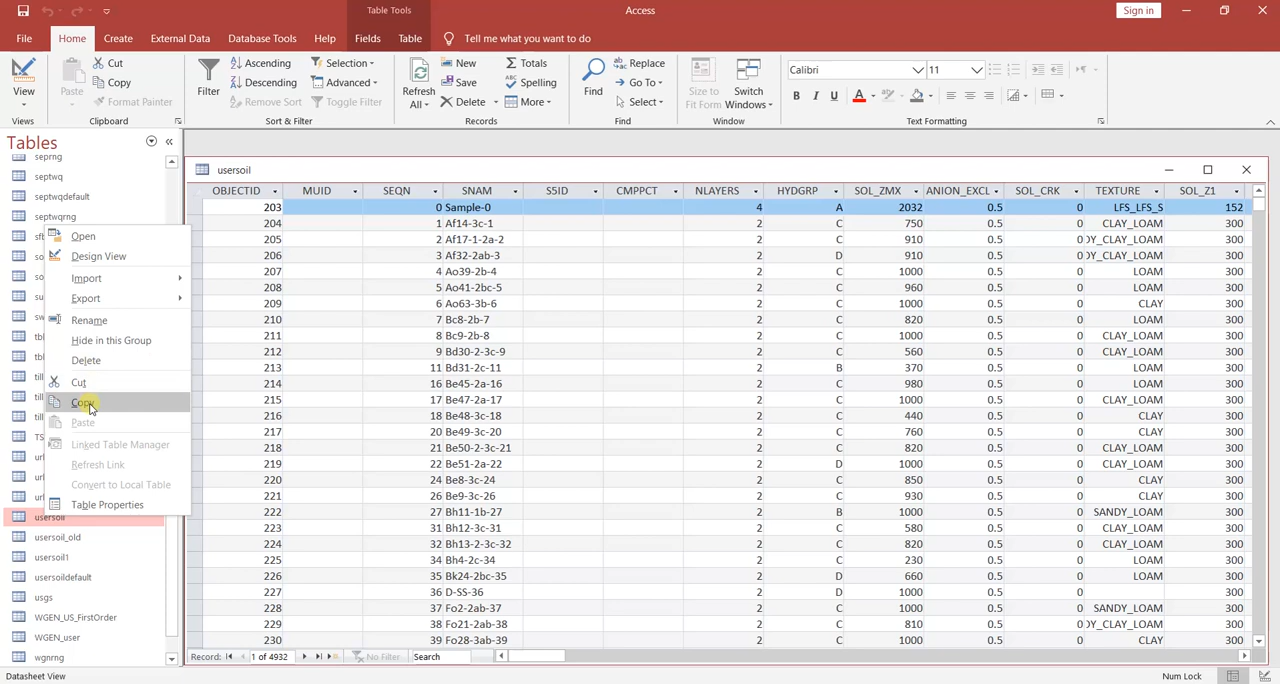 Table Tools
Access
Sign in
File Home Create External Data Database Tools Help Fields Table Tell me what you want to do
View
Views
Paste
Cut
Copy
Format Painter
Clipboard
Filter
Ascending
Descending
Remove Sort
Selection
Advanced
Toggle Filter
Sort & Filter
Refresh All
New
Save
Delete
Totals
Spelling
More
Records
Find
Replace
Go To
Select
Find
Size to Fit Form
Switch Windows
Window
Calibri 11
B I U
Text Formatting
Tables
seprng
septwq
septwqdefault
septwqrng
Open
Design View
Import
Export
Rename
Hide in this Group
Delete
Cut
Copy
Paste
Linked Table Manager
Refresh Link
Convert to Local Table
Table Properties
usersoil
usersoil_old
usersoil1
usersoildefault
usgs
WGEN_US_FirstOrder
WGEN_user
wgnrng
usersoil
OBJECTID MUID SEQN SNAM S5ID CMPPCT NLAYERS HYDGRP SOL_ZMX ANION_EXCL SOL_CRK TEXTURE SOL_Z1
203 0 Sample-0 4 A 2032 0.5 0 LFS_LFS_S 152
204 1 Af14-3c-1 2 C 750 0.5 0 CLAY_LOAM 300
205 2 Af17-1-2a-2 2 C 910 0.5 0 Y_CLAY_LOAM 300
206 3 Af32-2ab-3 2 D 910 0.5 0 Y_CLAY_LOAM 300
207 4 Ao39-2b-4 2 C 1000 0.5 0 LOAM 300
208 5 Ao41-2bc-5 2 C 960 0.5 0 LOAM 300
209 6 Ao63-3b-6 2 C 1000 0.5 0 CLAY 300
210 7 Bc8-2b-7 2 C 820 0.5 0 LOAM 300
211 8 Bc9-2b-8 2 C 1000 0.5 0 CLAY_LOAM 300
212 9 Bd30-2-3c-9 2 C 560 0.5 0 CLAY_LOAM 300
213 11 Bd31-2c-11 2 B 370 0.5 0 LOAM 300
214 16 Be45-2a-16 2 C 980 0.5 0 LOAM 300
215 17 Be47-2a-17 2 C 1000 0.5 0 CLAY_LOAM 300
216 18 Be48-3c-18 2 C 440 0.5 0 CLAY 300
217 20 Be49-3c-20 2 C 760 0.5 0 CLAY 300
218 21 Be50-2-3c-21 2 C 820 0.5 0 CLAY_LOAM 300
219 22 Be51-2a-22 2 D 1000 0.5 0 CLAY_LOAM 300
220 24 Be8-3c-24 2 C 850 0.5 0 CLAY 300
221 26 Be9-3c-26 2 C 930 0.5 0 CLAY 300
222 27 Bh11-1b-27 2 B 1000 0.5 0 SANDY_LOAM 300
223 31 Bh12-3c-31 2 C 580 0.5 0 CLAY_LOAM 300
224 32 Bh13-2-3c-32 2 C 820 0.5 0 CLAY_LOAM 300
225 34 Bh4-2c-34 2 C 230 0.5 0 LOAM 300
226 35 Bk24-2bc-35 2 D 660 0.5 0 LOAM 300
227 36 D-SS-36 2 D 1000 0.5 0 300
228 37 Fo2-2ab-37 2 C 1000 0.5 0 SANDY_LOAM 300
229 38 Fo21-2ab-38 2 C 810 0.5 0 Y_CLAY_LOAM 300
230 39 Fo28-3ab-39 2 C 1000 0.5 0 CLAY 300
Record: 1 of 4932 No Filter Search
Datasheet View
Num Lock